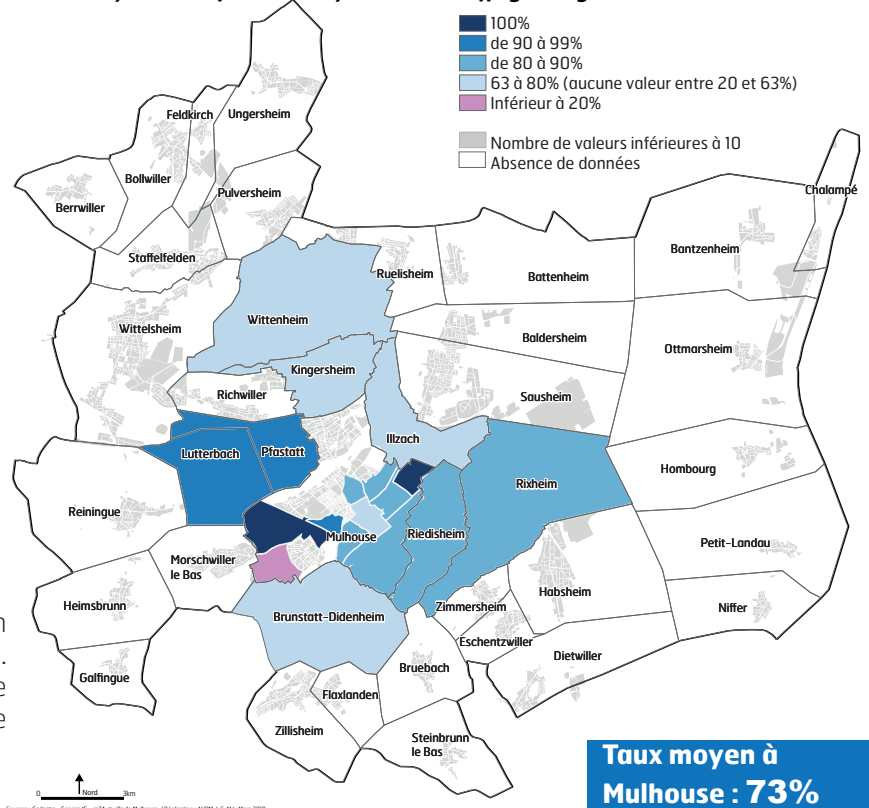 100%
de 90 à 99%
de 80 à 90%
63 à 80% (aucune valeur entre 20 et 63%)
Inférieur à 20%
Nombre de valeurs inférieures à 10
Absence de données
Feldkirch
Ungersheim
Bollwiller
Pulversheim
Berrwiller
Chalampé
Staffelfelden
Ruelisheim
Battenheim
Bantzenheim
Wittelsheim
Wittenheim
Baldersheim
Ottmarsheim
Kingersheim
Richwiller
Sausheim
Illzach
Lutterbach
Pfastatt
Rixheim
Hombourg
Reiningue
Mulhouse
Riedisheim
Petit-Landau
Morschwiller
le Bas
Habsheim
Heimsbrunn
Zimmersheim
Niffer
Brunstatt-Didenheim
Eschentzwiller
Dietwiller
Galfingue
Bruebach
Flaxlanden
Zillisheim
Steinbrunn
le Bas
0 Nord 3km
Taux moyen à
Mulhouse : 73%